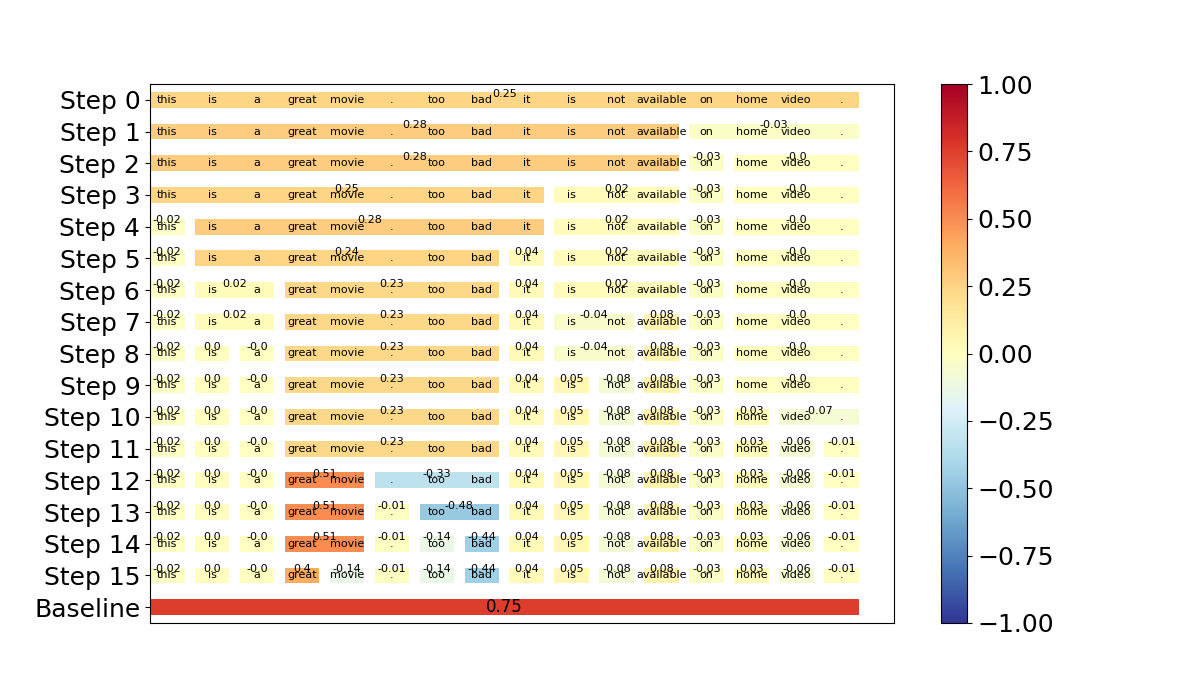 0.25
Step 0 this is a great movie . too bad it is not available on home video .
0.28 -0.03
Step 1 this is a great movie . too bad it is not available on home video .
0.28 -0.03 -0.0
Step 2 this is a great movie . too bad it is not available on home video .
0.25 0.02 -0.03 -0.0
Step 3 this is a great movie . too bad it is not available on home video .
-0.02 0.28 0.02 -0.03 -0.0
Step 4 this is a great movie . too bad it is not available on home video .
-0.02 0.24 0.04 0.02 -0.03 -0.0
Step 5 this is a great movie . too bad it is not available on home video .
-0.02 0.02 0.23 0.04 0.02 -0.03 -0.0
Step 6 this is a great movie . too bad it is not available on home video .
-0.02 0.02 0.23 0.04 -0.04 0.08 -0.03 -0.0
Step 7 this is a great movie . too bad it is not available on home video .
-0.02 0.0 -0.0 0.23 0.04 -0.04 0.08 -0.03 -0.0
Step 8 this is a great movie . too bad it is not available on home video .
-0.02 0.0 -0.0 0.23 0.04 0.05 -0.08 0.08 -0.03 -0.0
Step 9 this is a great movie . too bad it is not available on home video .
-0.02 0.0 -0.0 0.23 0.04 0.05 -0.08 0.08 -0.03 0.03 -0.07
Step 10 this is a great movie . too bad it is not available on home video .
-0.02 0.0 -0.0 0.23 0.04 0.05 -0.08 0.08 -0.03 0.03 -0.06 -0.01
Step 11 this is a great movie . too bad it is not available on home video .
-0.02 0.0 -0.0 0.51 -0.33 0.04 0.05 -0.08 0.08 -0.03 0.03 -0.06 -0.01
Step 12 this is a great movie . too bad it is not available on home video .
-0.02 0.0 -0.0 0.51 -0.01 -0.48 0.04 0.05 -0.08 0.08 -0.03 0.03 -0.06 -0.01
Step 13 this is a great movie . too bad it is not available on home video .
-0.02 0.0 -0.0 0.51 -0.01 -0.14 -0.44 0.04 0.05 -0.08 0.08 -0.03 0.03 -0.06 -0.01
Step 14 this is a great movie . too bad it is not available on home video .
-0.02 0.0 -0.0 0.4 -0.14 -0.01 -0.14 -0.44 0.04 0.05 -0.08 0.08 -0.03 0.03 -0.06 -0.01
Step 15 this is a great movie . too bad it is not available on home video .
Baseline 0.75
1.00
0.75
0.50
0.25
0.00
−0.25
−0.50
−0.75
−1.00